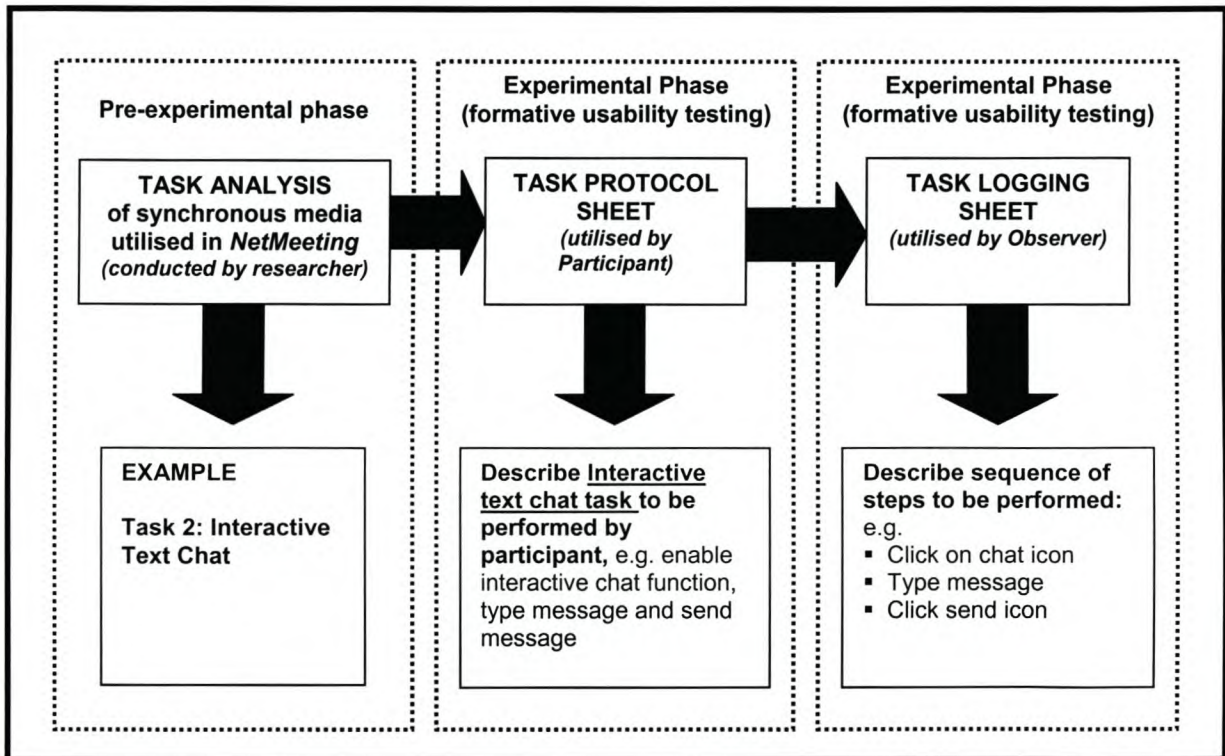 Pre-experimental phase
TASK ANALYSIS
of synchronous media
utilised in NetMeeting
(conducted by researcher)
EXAMPLE
Task 2: Interactive
Text Chat
Experimental Phase
(formative usability testing)
TASK PROTOCOL
SHEET
(utilised by
Participant)
Describe Interactive
text chat task to be
performed by
participant, e.g. enable
interactive chat function,
type message and send
message
Experimental Phase
(formative usability testing)
TASK LOGGING
SHEET
(utilised by Observer)
Describe sequence of
steps to be performed:
e.g.
▪ Click on chat icon
▪ Type message
▪ Click send icon